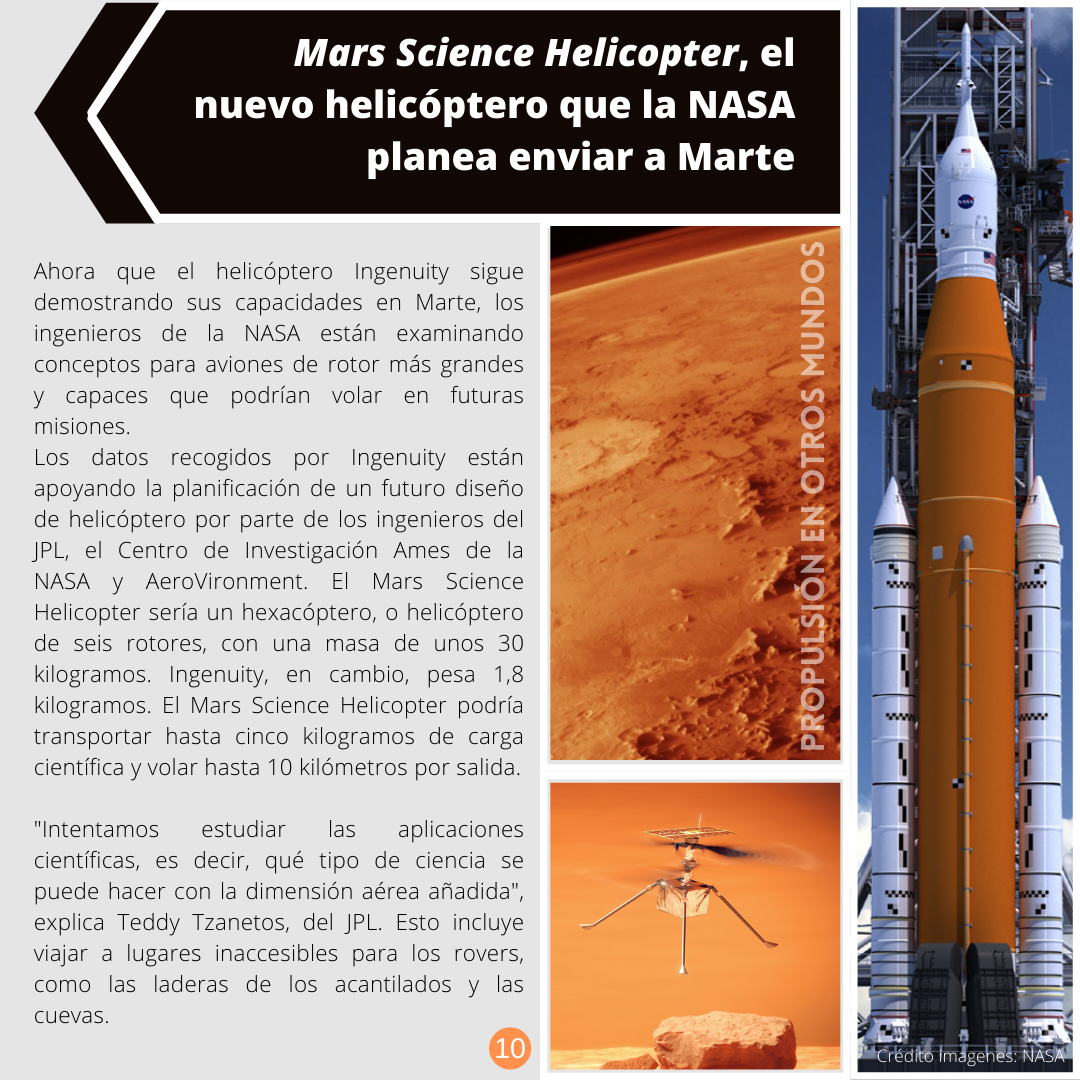 Mars Science Helicopter, el
nuevo helicóptero que la NASA
planea enviar a Marte
Ahora que el helicóptero Ingenuity sigue
demostrando sus capacidades en Marte, los
ingenieros de la NASA están examinando
conceptos para aviones de rotor más grandes
y capaces que podrían volar en futuras
misiones.
Los datos recogidos por Ingenuity están
apoyando la planificación de un futuro diseño
de helicóptero por parte de los ingenieros del
JPL, el Centro de Investigación Ames de la
NASA y AeroVironment. El Mars Science
Helicopter sería un hexacóptero, o helicóptero
de seis rotores, con una masa de unos 30
kilogramos. Ingenuity, en cambio, pesa 1,8
kilogramos. El Mars Science Helicopter podría
transportar hasta cinco kilogramos de carga
científica y volar hasta 10 kilómetros por salida.
"Intentamos estudiar las aplicaciones
científicas, es decir, qué tipo de ciencia se
puede hacer con la dimensión aérea añadida",
explica Teddy Tzanetos, del JPL. Esto incluye
viajar a lugares inaccesibles para los rovers,
como las laderas de los acantilados y las
cuevas.
10
PROPULSIÓN EN OTROS MUNDOS
NASA
Crédito imagenes: NASA